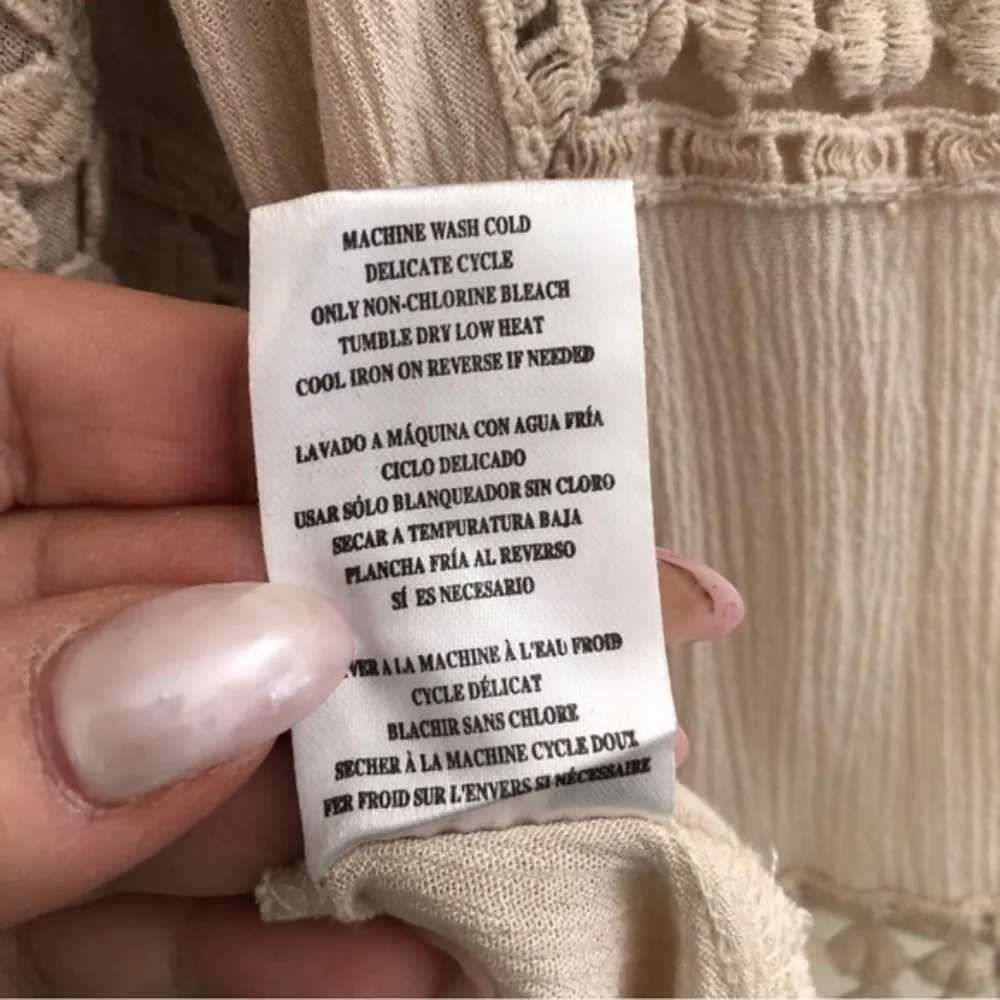 MACHINE WASH COLD
DELICATE CYCLE
ONLY NON-CHLORINE BLEACH
TUMBLE DRY LOW HEAT
COOL IRON ON REVERSE IF NEEDED
LAVADO A MÁQUINA CON AGUA FRÍA
CICLO DELICADO
USAR SÓLO BLANQUEADOR SIN CLORO
SECAR A TEMPURATURA BAJA
PLANCHA FRÍA AL REVERSO
SÍ ES NECESARIO
A LA MACHINE À L'EAU FROID
CYCLE DÉLICAT
BLACHIR SANS CHLORE
SECHER À LA MACHINE CYCLE DOUX
FER FROID SUR L'ENVERS SI NÉCESSAIRE